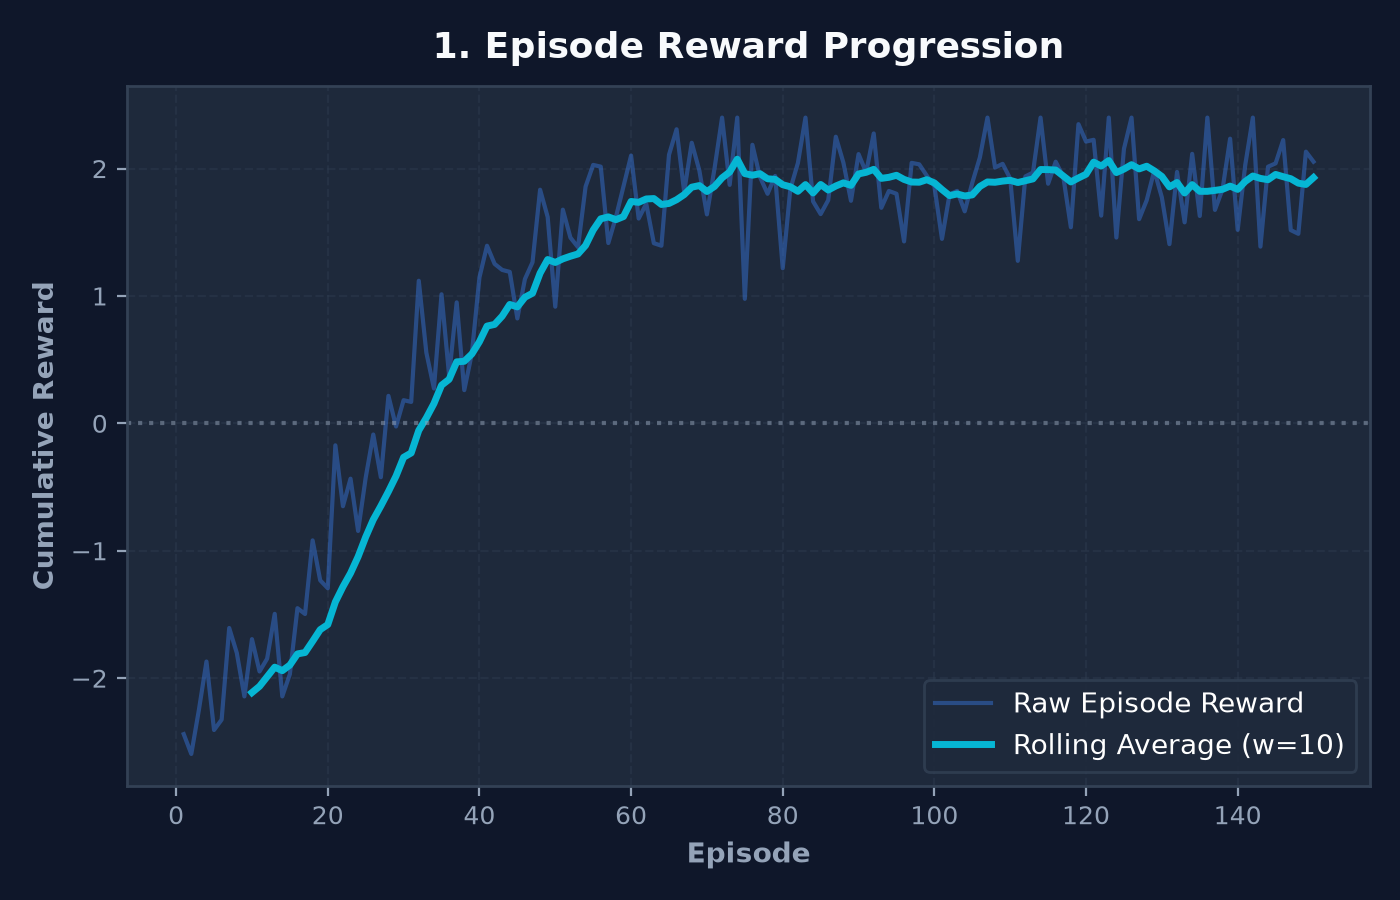 1. Episode Reward Progression
Cumulative Reward
2
1
0
−1
−2
Raw Episode Reward
Rolling Average (w=10)
0 20 40 60 80 100 120 140
Episode